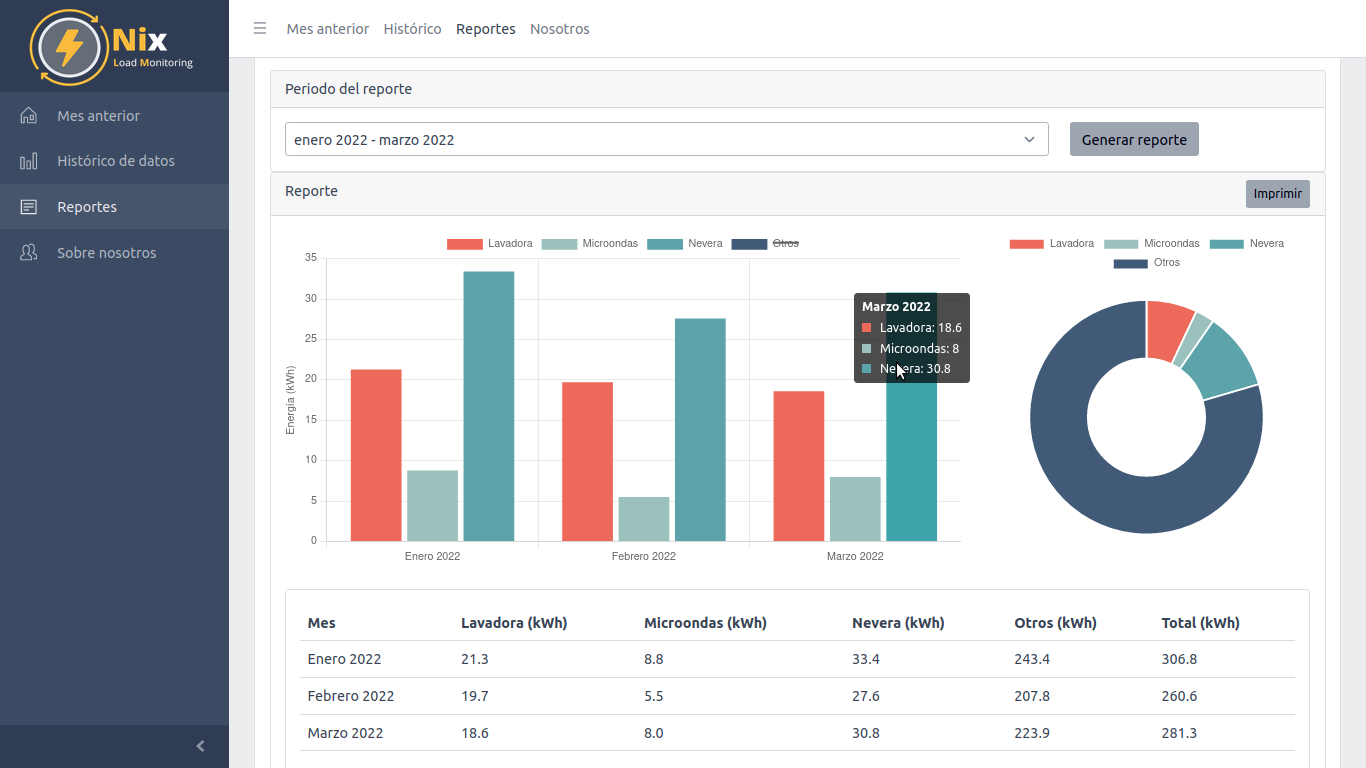 Nix
Load Monitoring
Mes anterior
Histórico de datos
Reportes
Sobre nosotros
Mes anterior Histórico Reportes Nosotros
Periodo del reporte
enero 2022 - marzo 2022
Generar reporte
Reporte
Imprimir
Lavadora Microondas Nevera Otros
35
30
25
20
15
10
5
0
Energía (kWh)
Enero 2022 Febrero 2022 Marzo 2022
Marzo 2022
Lavadora: 18.6
Microondas: 8
Nevera: 30.8
Lavadora Microondas Nevera
Otros
Mes Lavadora (kWh) Microondas (kWh) Nevera (kWh) Otros (kWh) Total (kWh)
Enero 2022 21.3 8.8 33.4 243.4 306.8
Febrero 2022 19.7 5.5 27.6 207.8 260.6
Marzo 2022 18.6 8.0 30.8 223.9 281.3